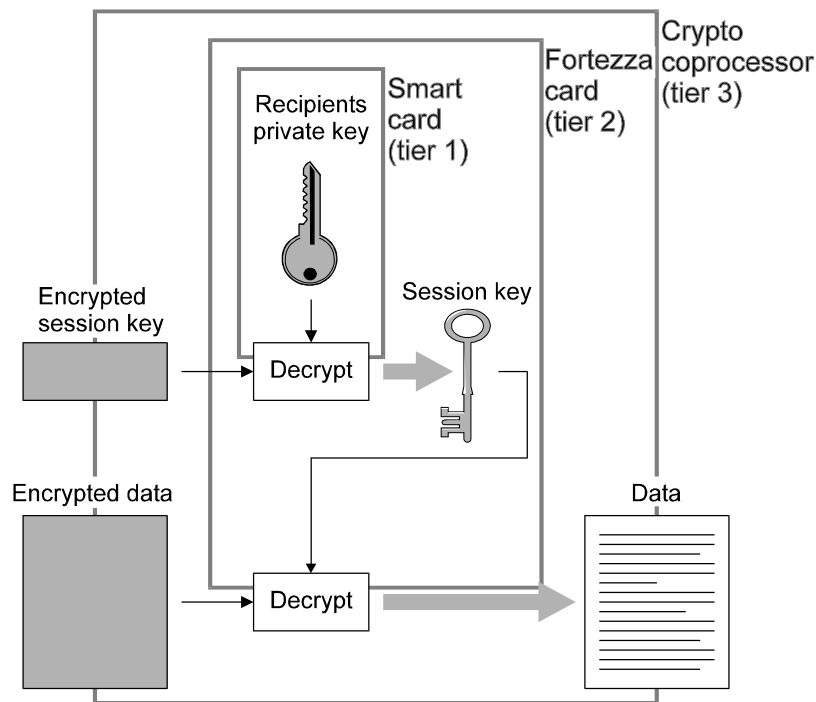 Crypto
coprocessor
(tier 3)
Fortezza
card
(tier 2)
Smart
card
(tier 1)
Recipients
private key
Encrypted
session key
Session key
Decrypt
Encrypted data
Data
Decrypt